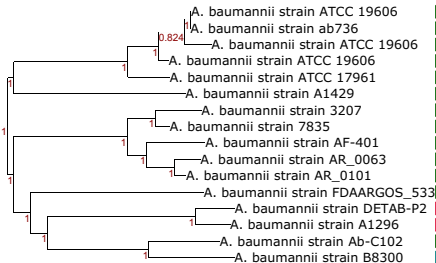 A. baumannii strain ATCC 19606
A. baumannii strain ab736
0.824
A. baumannii strain ATCC 19606
1
A. baumannii strain ATCC 19606
1
A. baumannii strain ATCC 17961
1
A. baumannii strain A1429
1
A. baumannii strain 3207
1
A. baumannii strain 7835
1
A. baumannii strain AF-401
1
A. baumannii strain AR_0063
1
A. baumannii strain AR_0101
1
1
A. baumannii strain FDAARGOS_533
1
A. baumannii strain DETAB-P2
1
A. baumannii strain A1296
1
A. baumannii strain Ab-C102
1
A. baumannii strain B8300
1